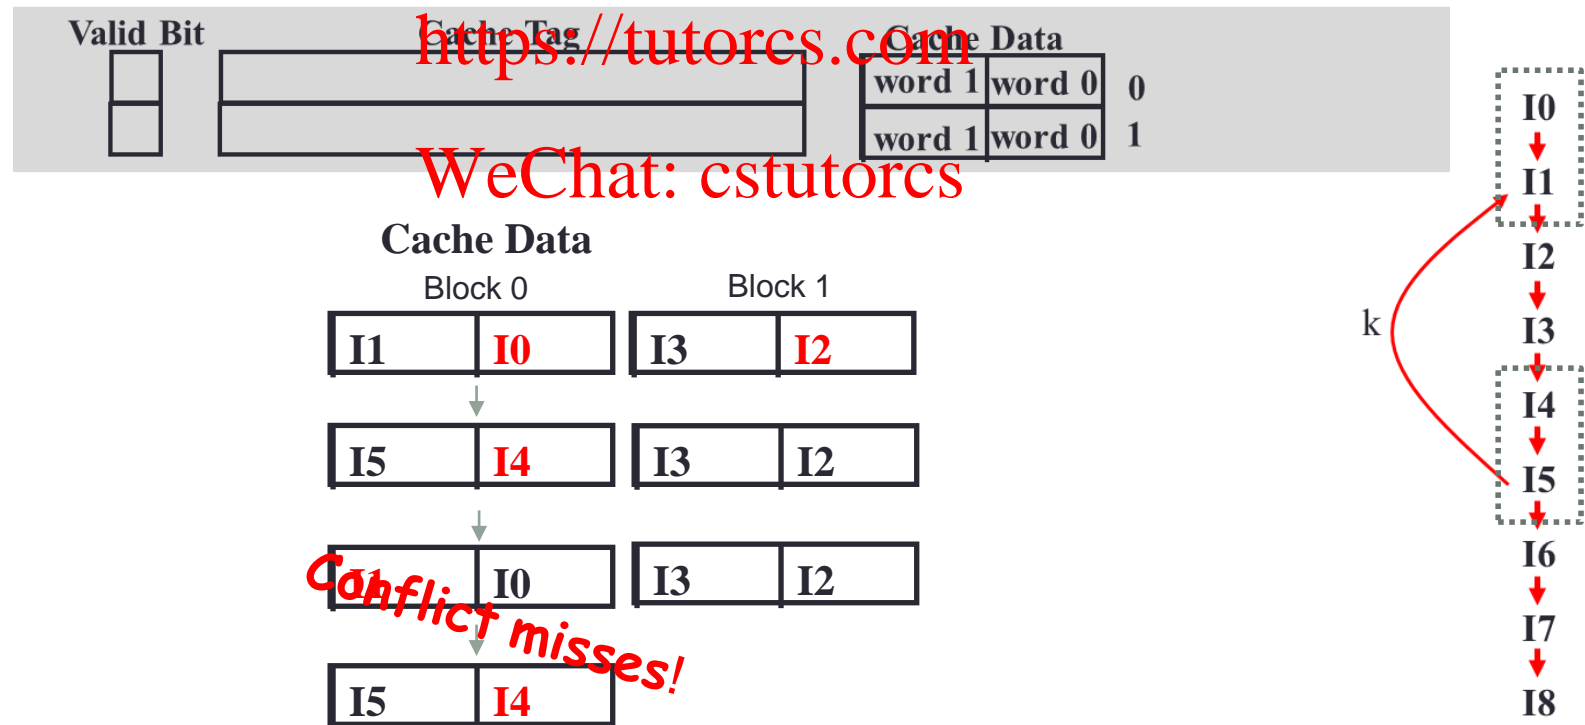 Valid Bit Cache Tag Cache Data
https://tutorcs.com
word 1 word 0 0
word 1 word 0 1
WeChat: cstutorcs
Cache Data
Block 0 Block 1
I1 I0 I3 I2
I5 I4 I3 I2
I1 I0 I3 I2
Conflict misses!
I5 I4
k
I0
I1
I2
I3
I4
I5
I6
I7
I8